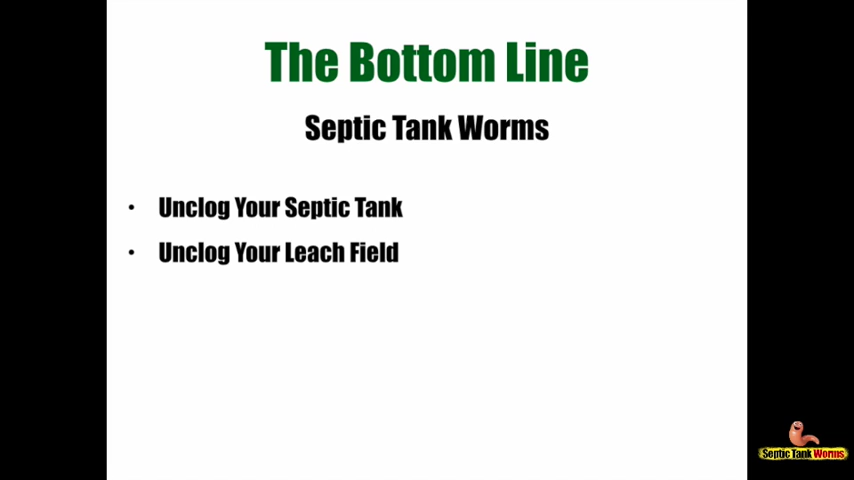 The Bottom Line
Septic Tank Worms
• Unclog Your Septic Tank
• Unclog Your Leach Field
Septic Tank Worms